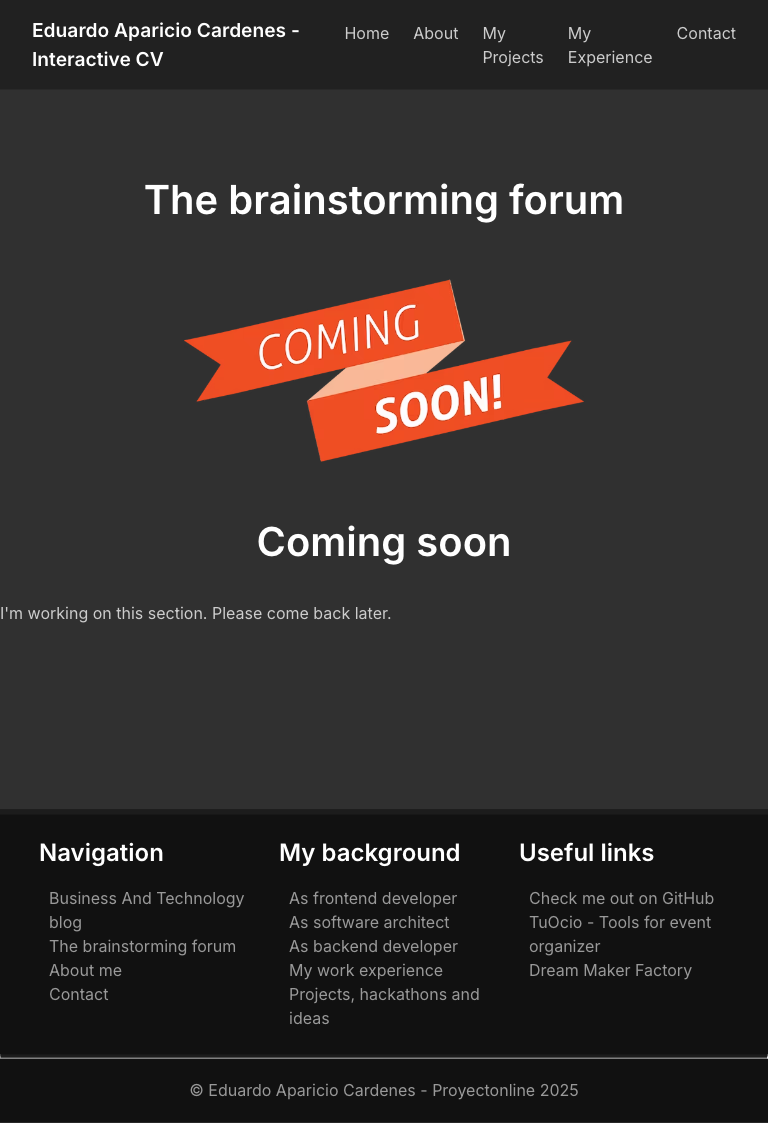 Eduardo Aparicio Cardenes -
Interactive CV
Home
About
My
Projects
My
Experience
Contact
The brainstorming forum
COMING
SOON!
Coming soon
I'm working on this section. Please come back later.
Navigation
Business And Technology
blog
The brainstorming forum
About me
Contact
My background
As frontend developer
As software architect
As backend developer
My work experience
Projects, hackathons and
ideas
Useful links
Check me out on GitHub
TuOcio - Tools for event
organizer
Dream Maker Factory
© Eduardo Aparicio Cardenes - Proyectonline 2025